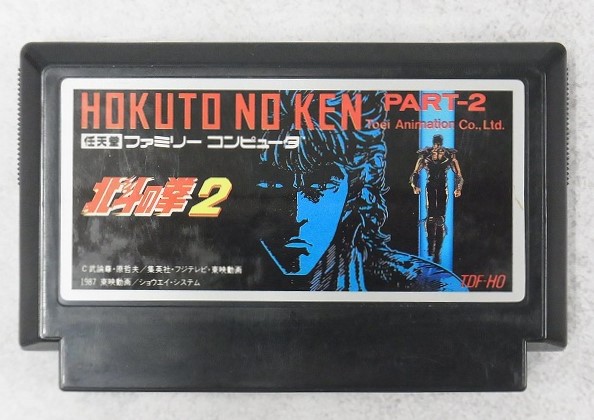 HOKUTO NO KEN PART-2
Toei Animation Co., Ltd.
任天堂 ファミリー コンピュータ
北斗の拳2
©武論尊・原哲夫／集英社・フジテレビ・東映動画
1987 東映動画／ショウエイ・システム
TDF-HO